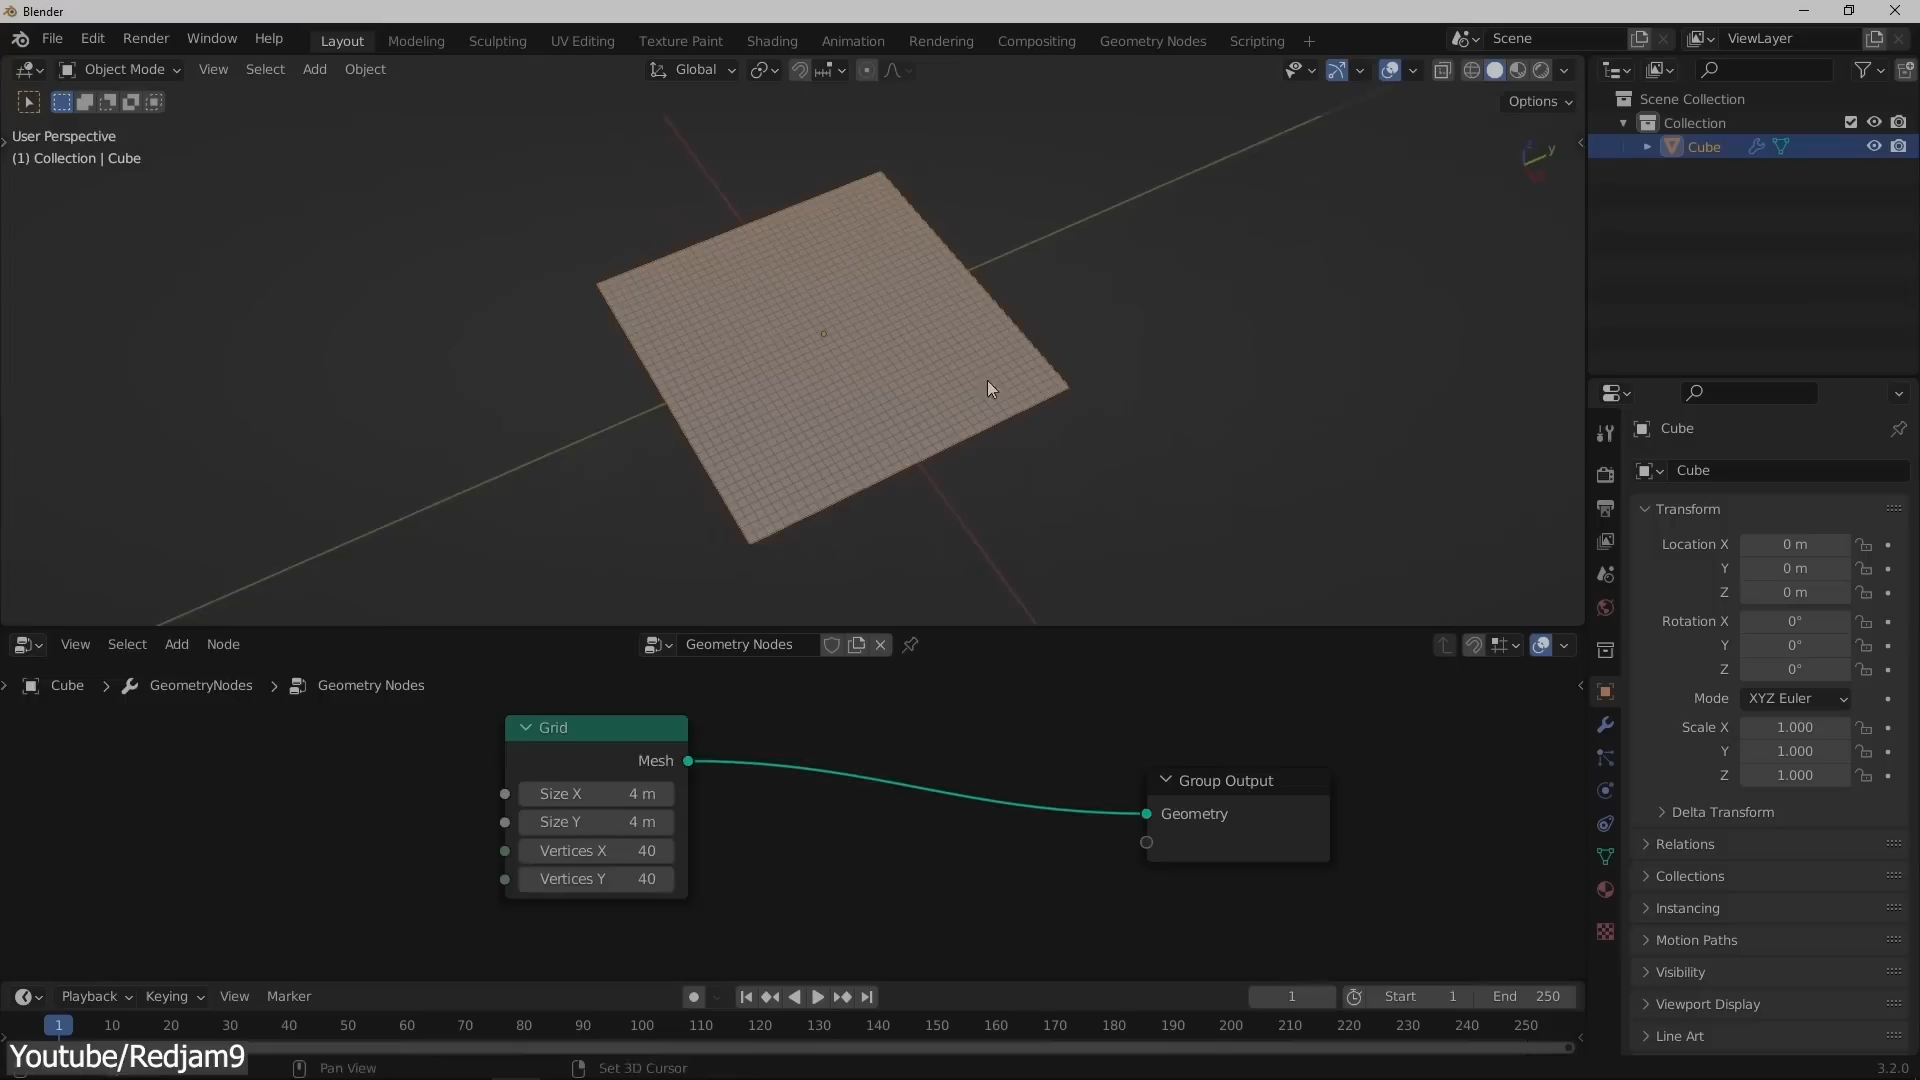 Blender
File Edit Render Window Help
Layout Modeling Sculpting UV Editing Texture Paint Shading Animation Rendering Compositing Geometry Nodes Scripting +
Scene
ViewLayer
Object Mode View Select Add Object
Global
Options
User Perspective
(1) Collection | Cube
z
y
Scene Collection
Collection
Cube
Cube
Cube
Transform
Location X 0 m
Y 0 m
Z 0 m
Rotation X 0°
Y 0°
Z 0°
Mode XYZ Euler
Scale X 1.000
Y 1.000
Z 1.000
Delta Transform
Relations
Collections
Instancing
Motion Paths
Visibility
Viewport Display
Line Art
View Select Add Node
Geometry Nodes
Cube > GeometryNodes > Geometry Nodes
Grid
Mesh
Size X 4 m
Size Y 4 m
Vertices X 40
Vertices Y 40
Group Output
Geometry
Playback Keying View Marker
1 Start 1 End 250
1 10 20 30 40 50 60 70 80 90 100 110 120 130 140 150 160 170 180 190 200 210 220 230 240 250
Youtube/Redjam9
Pan View
Set 3D Cursor
3.2.0